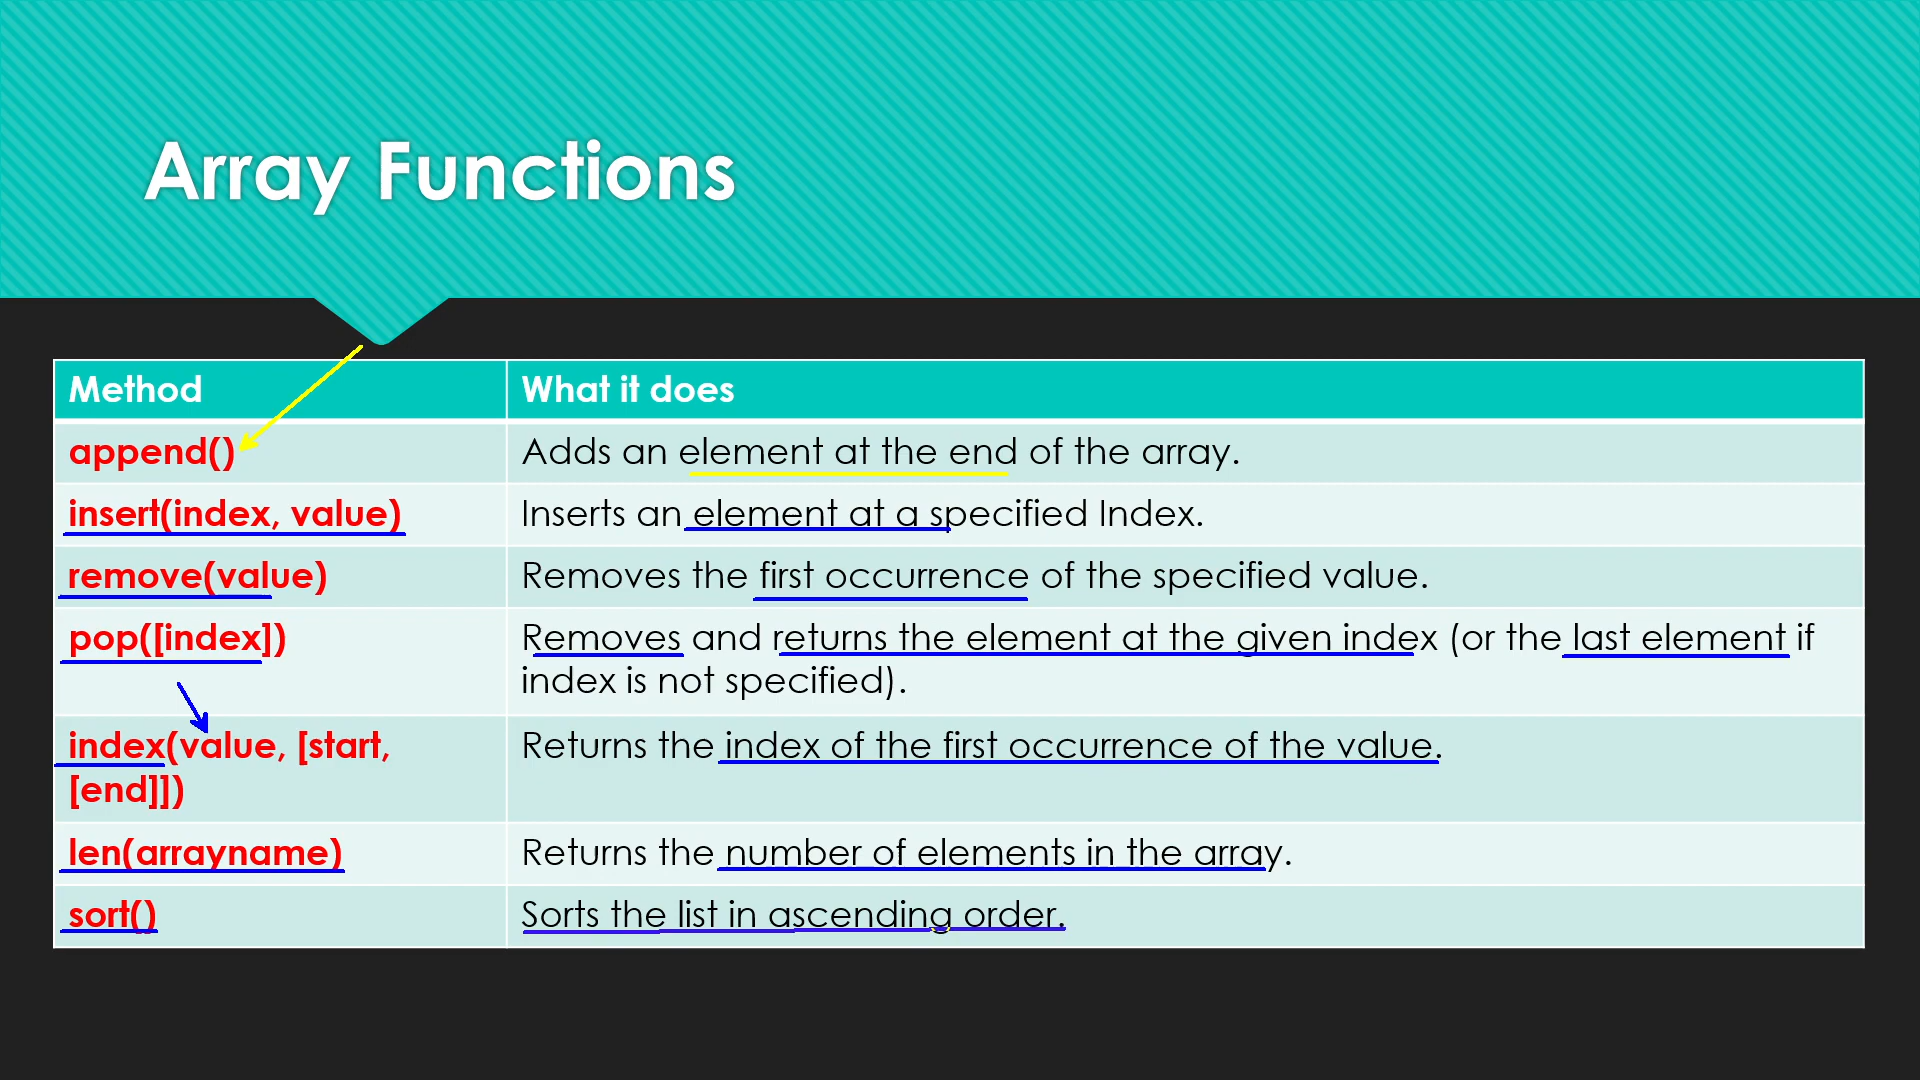 Array Functions
Method What it does
append() Adds an element at the end of the array.
insert(index, value) Inserts an element at a specified Index.
remove(value) Removes the first occurrence of the specified value.
pop([index]) Removes and returns the element at the given index (or the last element if
index is not specified).
index(value, [start, Returns the index of the first occurrence of the value.
[end]])
len(arrayname) Returns the number of elements in the array.
sort() Sorts the list in ascending order.